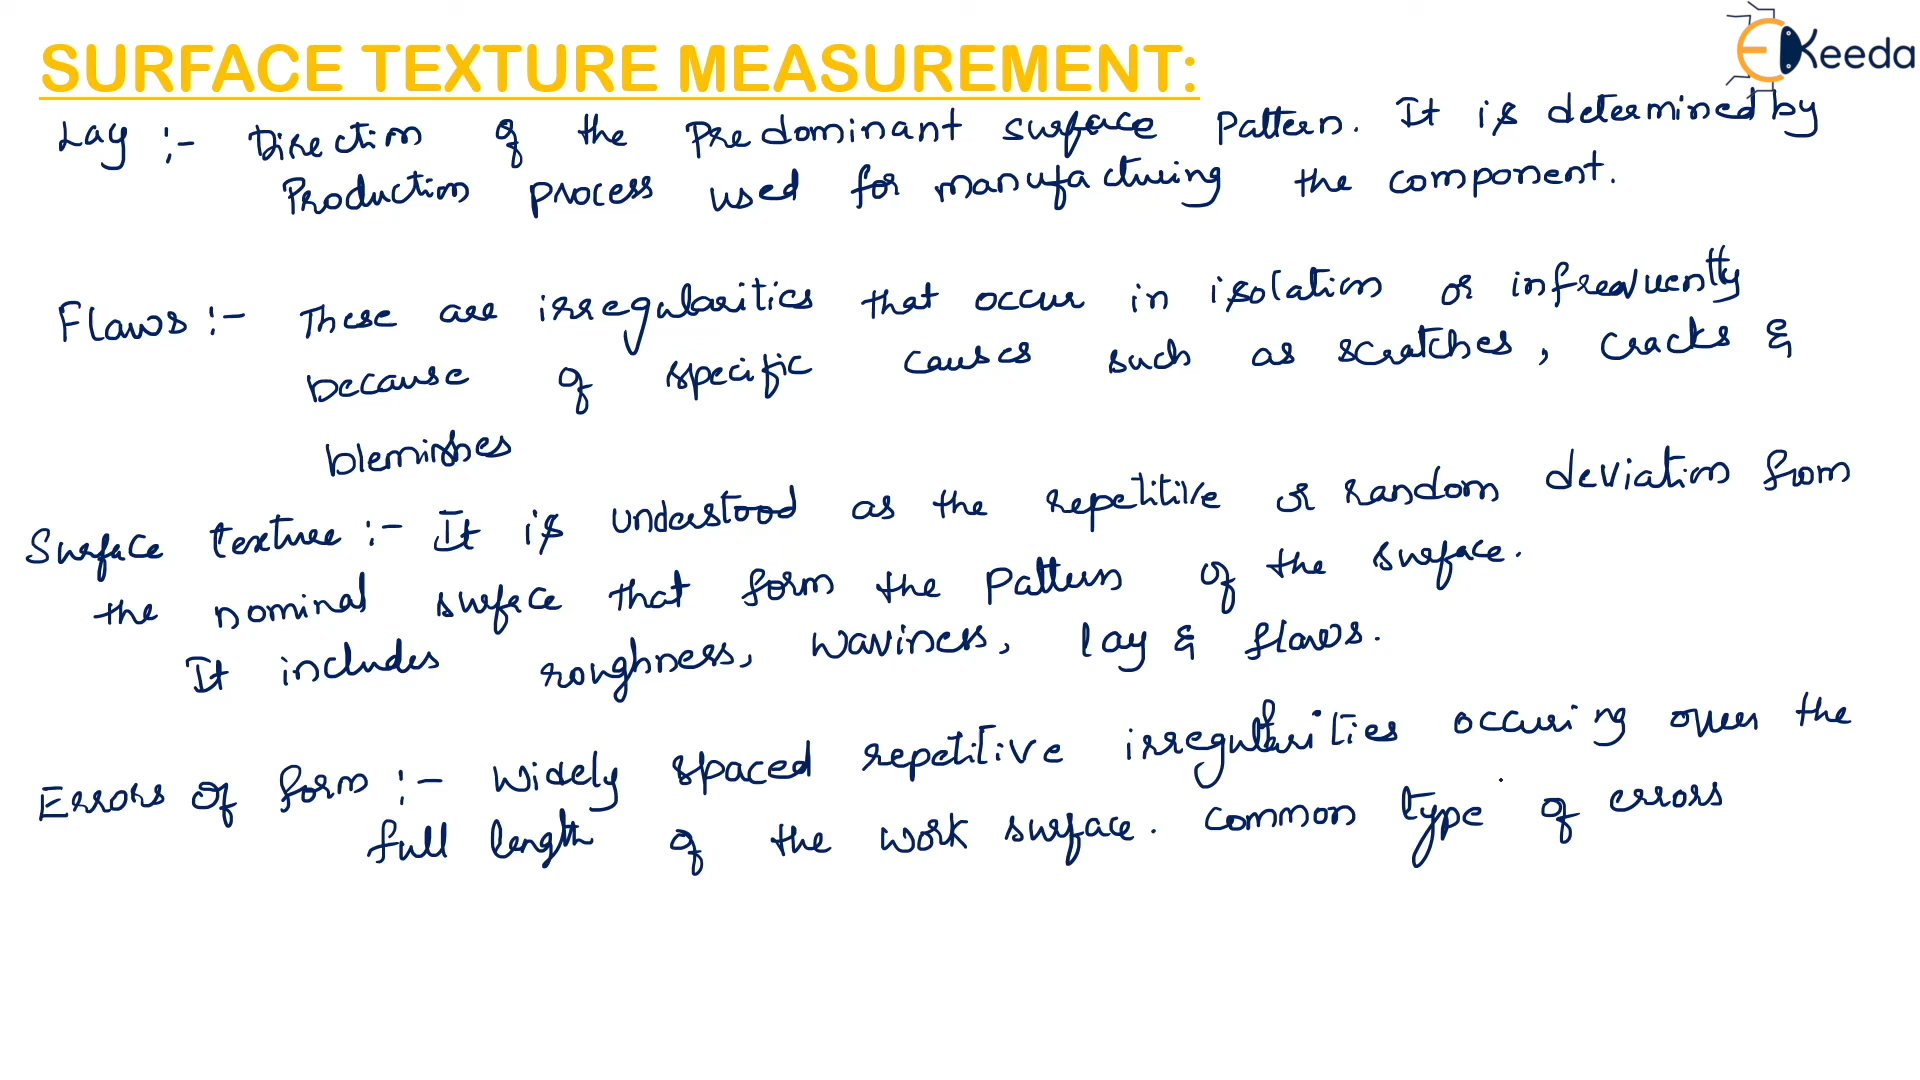 SURFACE TEXTURE MEASUREMENT:
EKeeda
Lay :- Direction of the Predominant surface Pattern. It is determined by
Production process used for manufacturing the component.
Flaws :- These are irregularities that occur in isolation or infrequently
because of specific causes such as scratches, cracks &
blemishes
Surface texture :- It is understood as the repetitive or random deviation from
the nominal surface that form the Pattern of the surface.
It includes roughness, waviness, lay & flaws.
Errors of form :- Widely spaced repetitive irregularities occuring over the
full length of the work surface. common type of errors